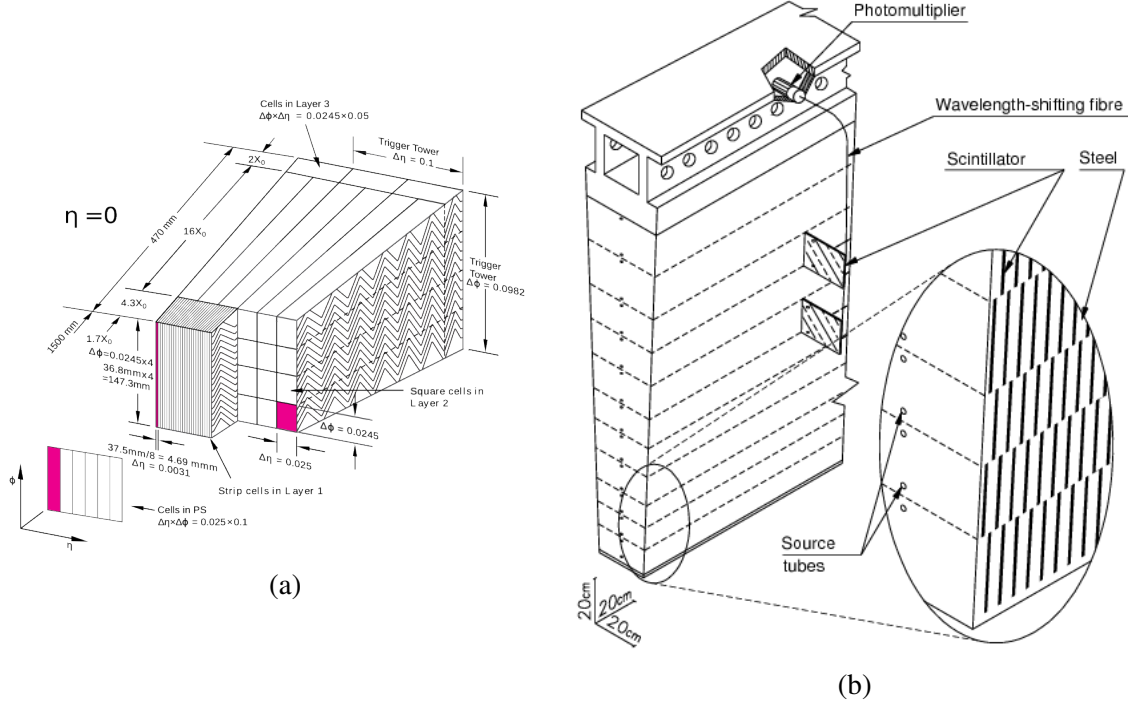 Cells in Layer 3
Δϕ×Δη = 0.0245×0.05
2X₀
Trigger Tower
Δη = 0.1
η = 0
470 mm
16X₀
Trigger
Tower
Δϕ = 0.0982
4.3X₀
1500 mm
1.7X₀
Δϕ=0.0245x4
36.8mmx4
=147.3mm
Square cells in
Layer 2
Δϕ = 0.0245
37.5mm/8 = 4.69 mmm
Δη = 0.0031
Δη = 0.025
Strip cells in Layer 1
ϕ
η
Cells in PS
Δη×Δϕ = 0.025×0.1
(a)
Photomultiplier
Wavelength-shifting fibre
Scintillator
Steel
Source
tubes
20cm
20cm
20cm
(b)